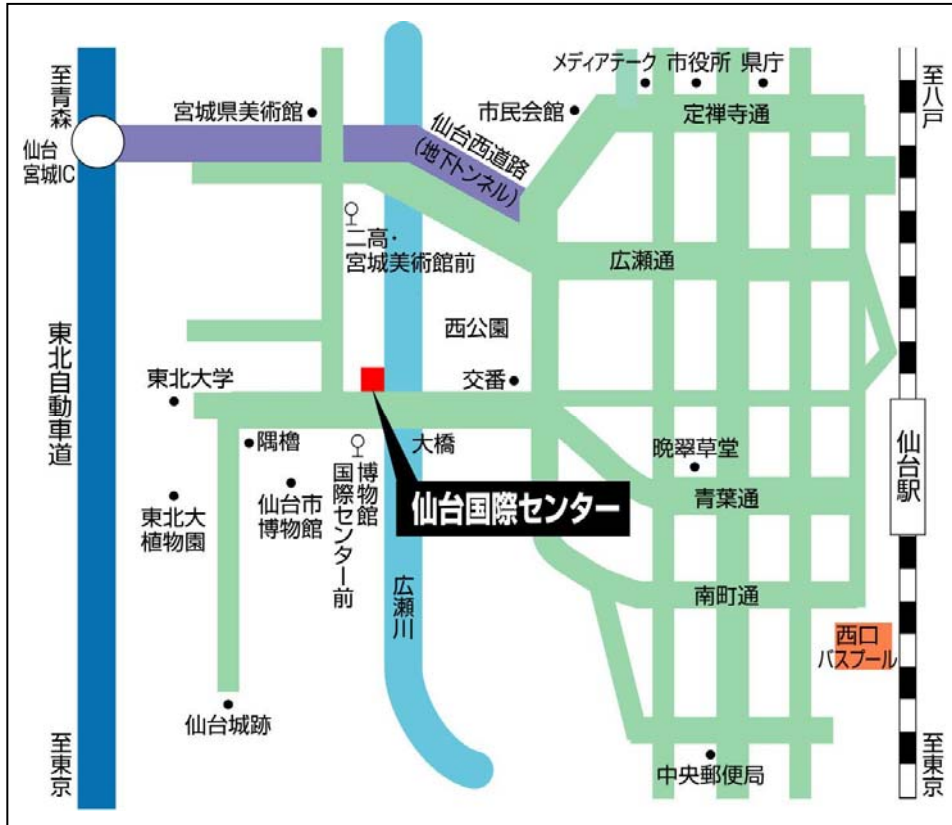 至青森
仙台
宮城IC
東北自動車道
至東京
宮城県美術館
仙台西道路
(地下トンネル)
メディアテーク
市役所
県庁
市民会館
定禅寺通
至八戸
二高・
宮城美術館前
広瀬通
西公園
交番
東北大学
隅櫓
大橋
晩翠草堂
青葉通
仙台駅
東北大
植物園
仙台市
博物館
博物館
国際センター前
仙台国際センター
広瀬川
南町通
西口
バスプール
仙台城跡
中央郵便局
至東京